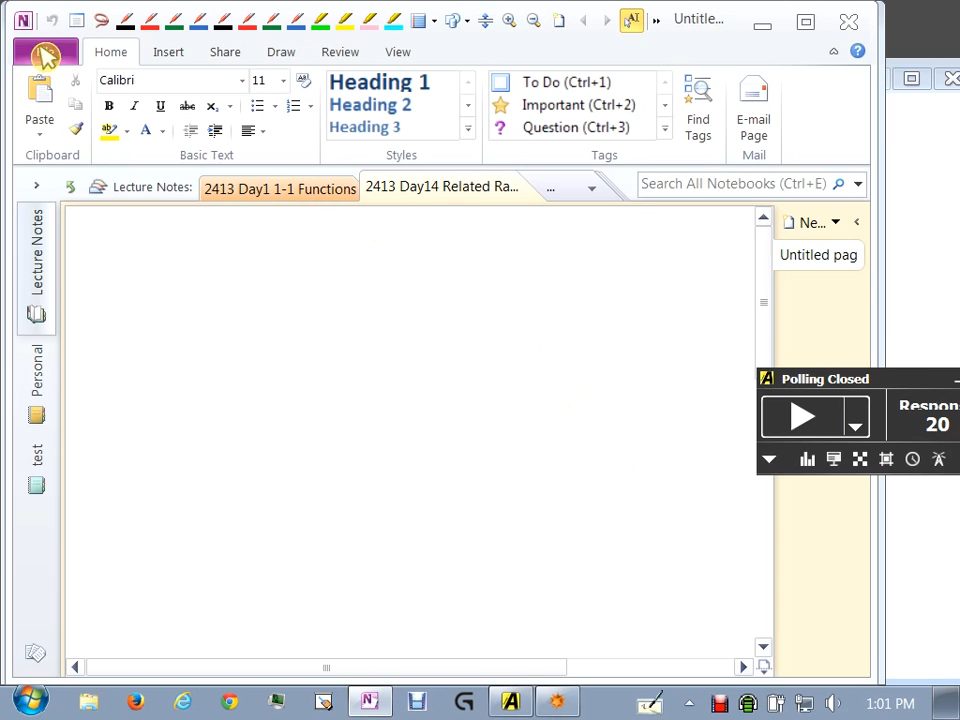 Untitle...
Home Insert Share Draw Review View
Calibri 11
Paste
Clipboard
Basic Text
Heading 1
Heading 2
Heading 3
Styles
To Do (Ctrl+1)
Important (Ctrl+2)
Question (Ctrl+3)
Tags
Find
Tags
E-mail
Page
Mail
Lecture Notes: 2413 Day1 1-1 Functions 2413 Day14 Related Ra... ... Search All Notebooks (Ctrl+E)
Ne...
Untitled pag
Lecture Notes
Personal
test
Polling Closed
Respon
20
1:01 PM